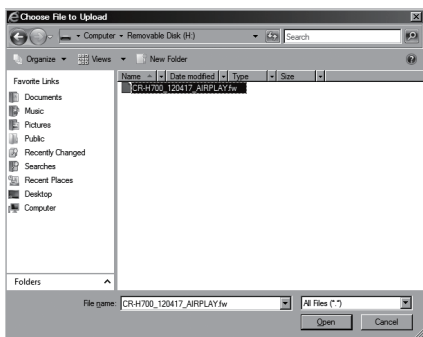 Choose File to Upload
Computer Removable Disk (H:) Search
Organize Views New Folder
Favorite Links
Documents
Music
Pictures
Public
Recently Changed
Searches
Recent Places
Desktop
Computer
Folders
Name Date modified Type Size
CR-H700_120417_AIRPLAY.fw
File name: CR-H700_120417_AIRPLAY.fw All Files (*.*)
Open Cancel